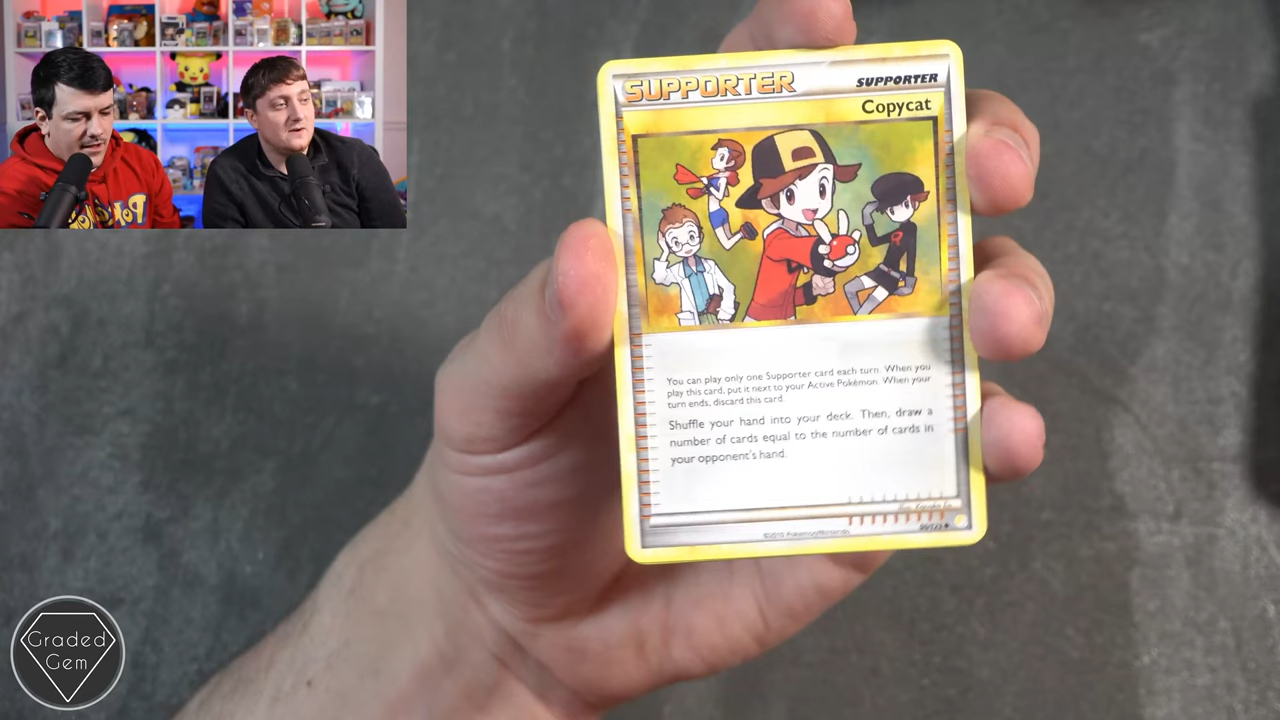 SUPPORTER
SUPPORTER
Copycat
You can play only one Supporter card each turn. When you
play this card, put it next to your Active Pokémon. When your
turn ends, discard this card.
Shuffle your hand into your deck. Then, draw a
number of cards equal to the number of cards in
your opponent's hand.
©2010 Pokémon/Nintendo
90/123
Graded
Gem